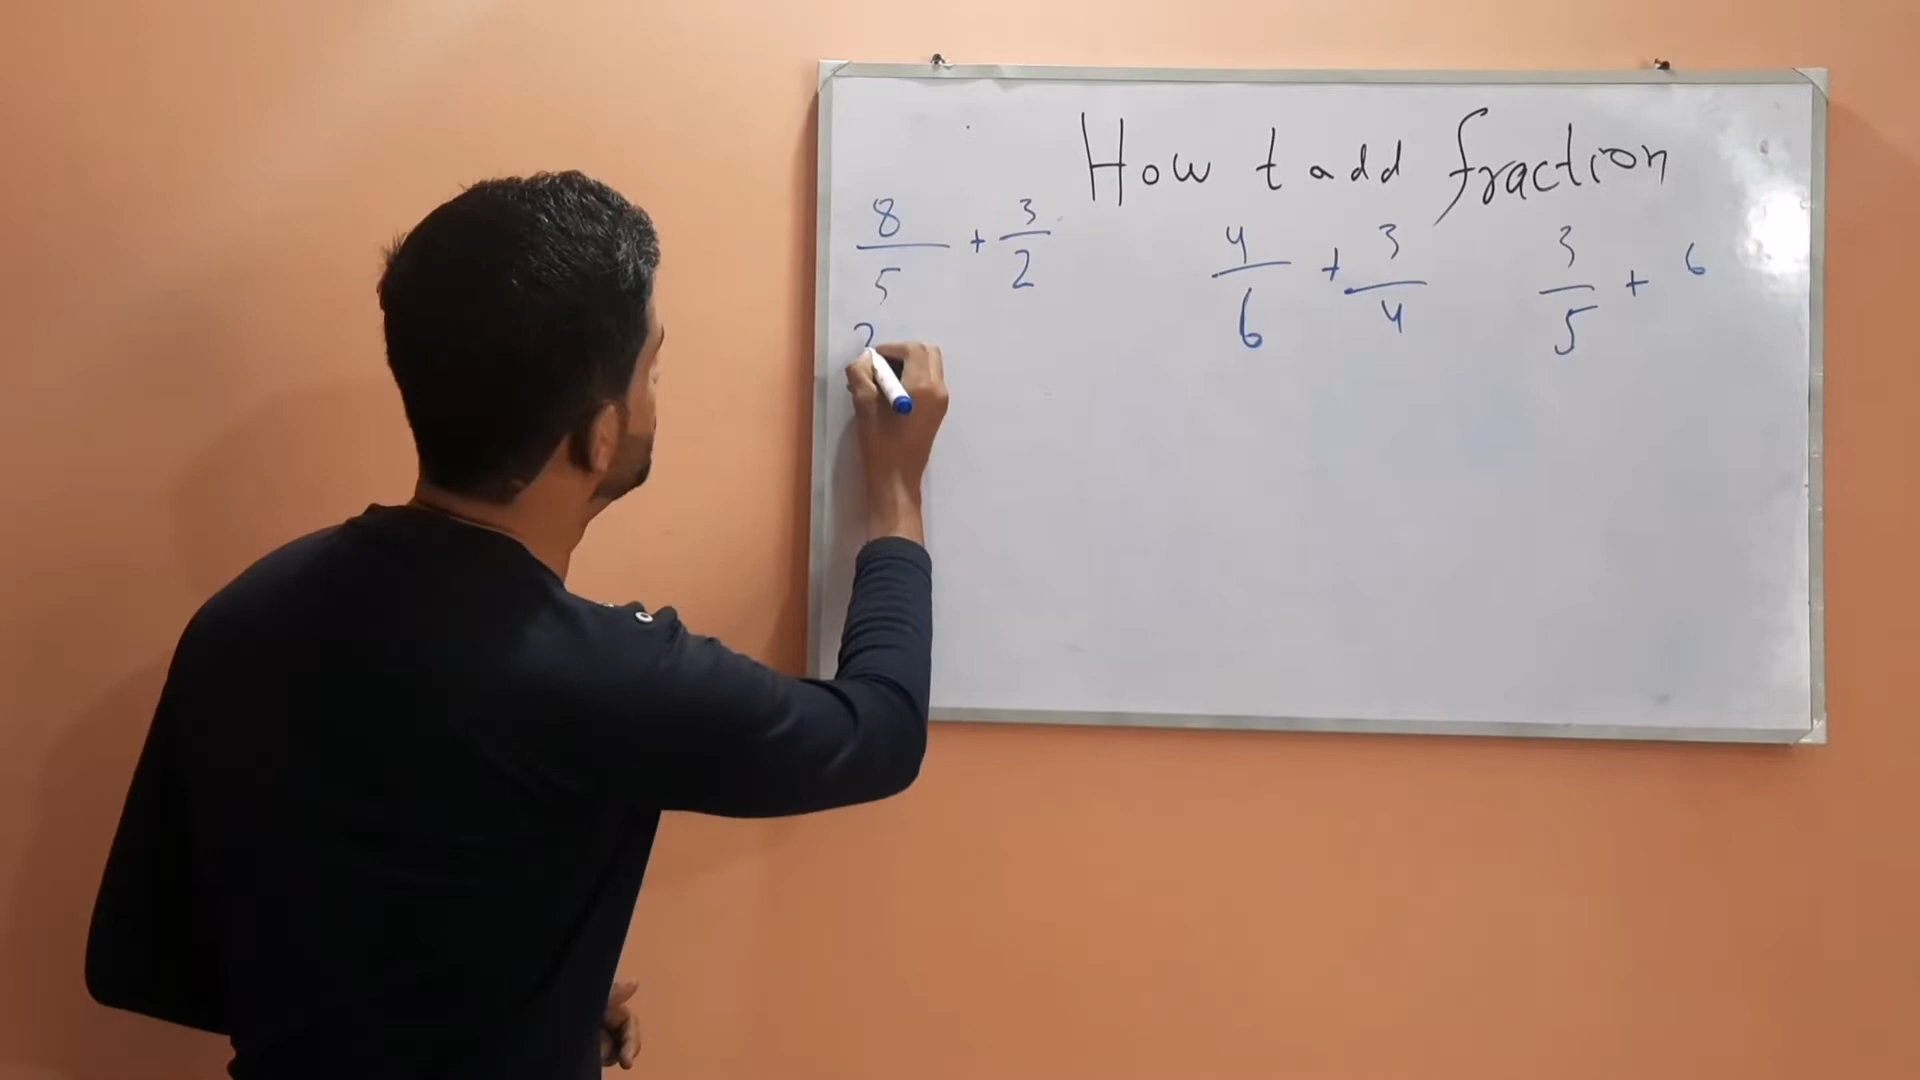 How t add fraction
8/5 + 3/2
4/6 + 3/4
3/5 + 6